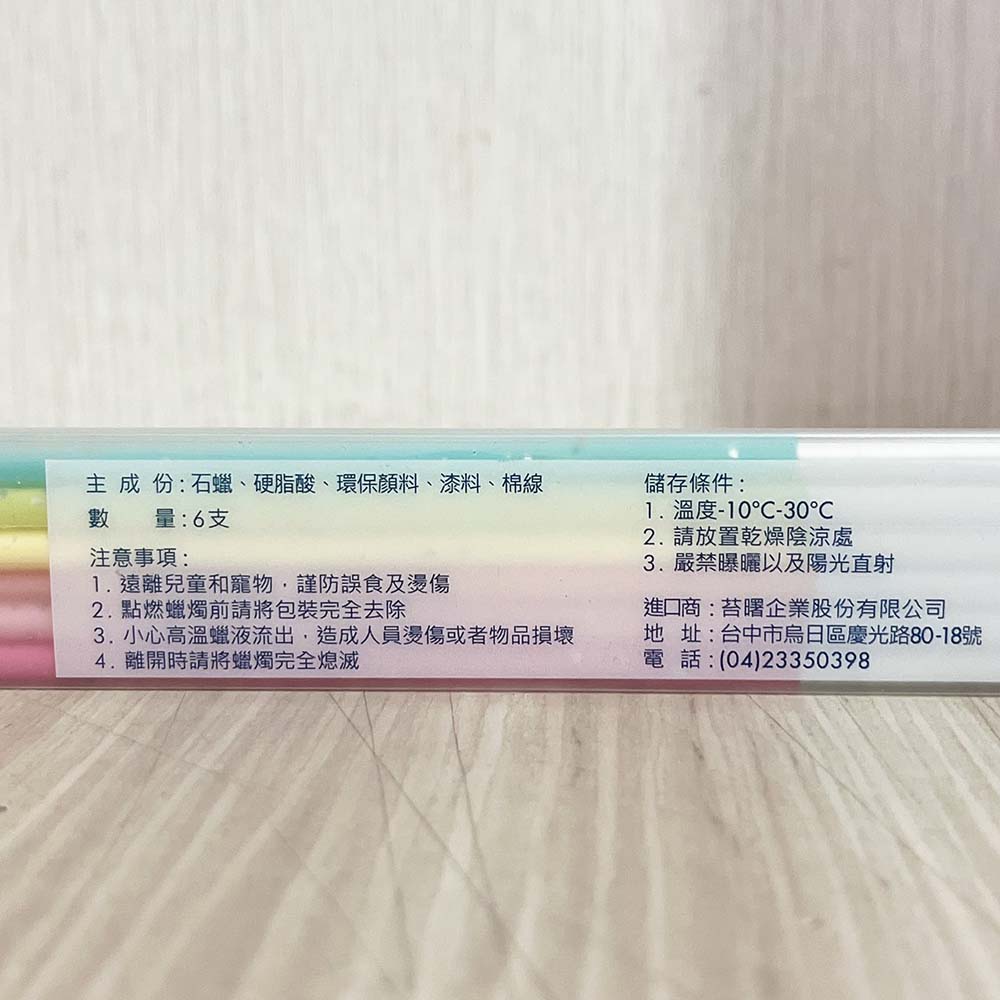 主 成 份：石蠟、硬脂酸、環保顏料、漆料、棉線
數 量：6支
注意事項：
1. 遠離兒童和寵物，謹防誤食及燙傷
2. 點燃蠟燭前請將包裝完全去除
3. 小心高溫蠟液流出，造成人員燙傷或者物品損壞
4. 離開時請將蠟燭完全熄滅
儲存條件：
1. 溫度-10°C-30°C
2. 請放置乾燥陰涼處
3. 嚴禁曝曬以及陽光直射
進口商：苔曙企業股份有限公司
地 址：台中市烏日區慶光路80-18號
電 話：(04)23350398